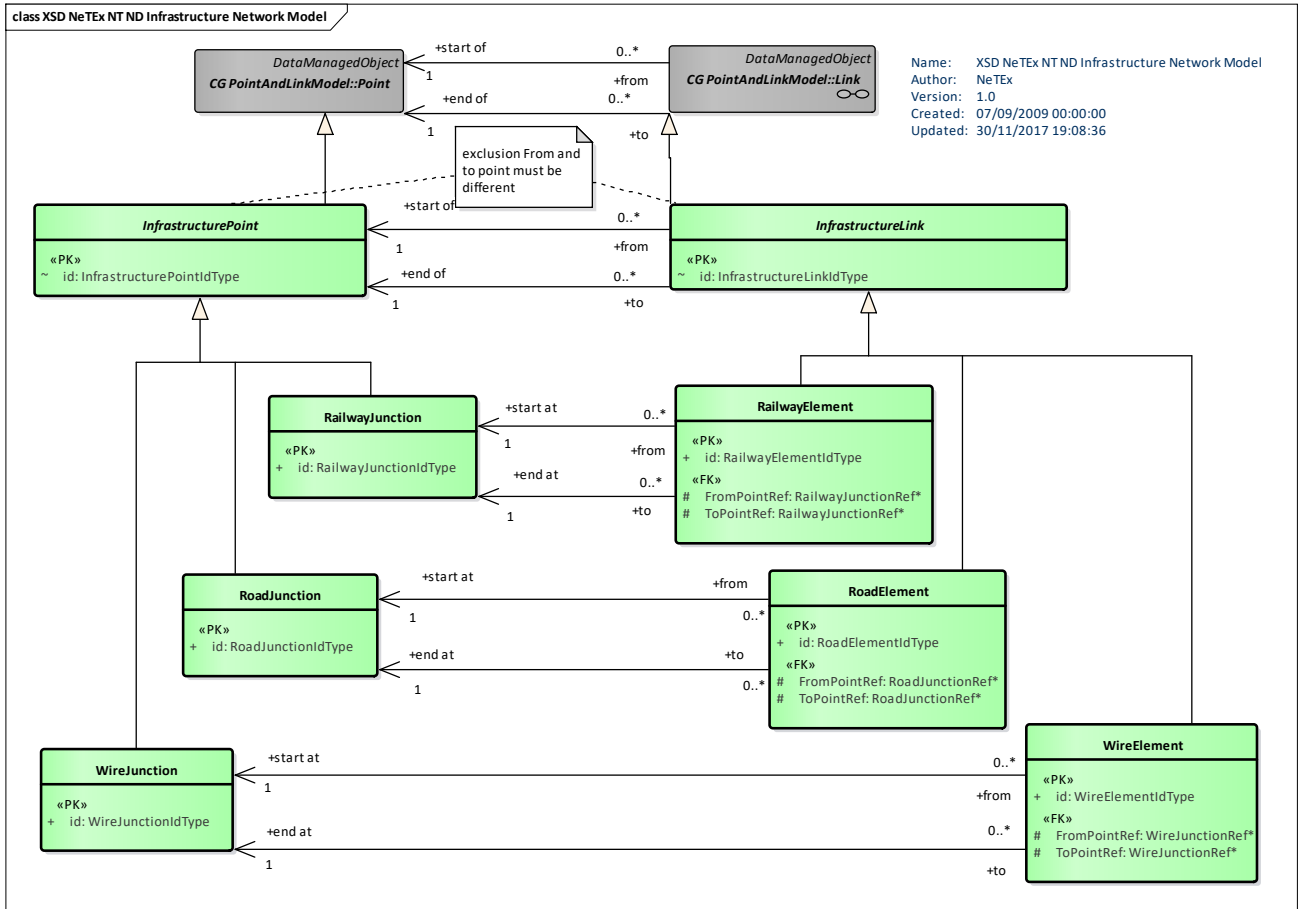 class XSD NeTEx NT ND Infrastructure Network Model
DataManagedObject
CG PointAndLinkModel::Point
+start of
1
0..*
+from
+end of
1
0..*
+to
DataManagedObject
CG PointAndLinkModel::Link
Name: XSD NeTEx NT ND Infrastructure Network Model
Author: NeTEx
Version: 1.0
Created: 07/09/2009 00:00:00
Updated: 30/11/2017 19:08:36
exclusion From and
to point must be
different
InfrastructurePoint
«PK»
~ id: InfrastructurePointIdType
+start of
1
0..*
+from
+end of
1
0..*
+to
InfrastructureLink
«PK»
~ id: InfrastructureLinkIdType
RailwayJunction
«PK»
+ id: RailwayJunctionIdType
+start at
1
0..*
+from
+end at
1
0..*
+to
RailwayElement
«PK»
+ id: RailwayElementIdType
«FK»
# FromPointRef: RailwayJunctionRef*
# ToPointRef: RailwayJunctionRef*
RoadJunction
«PK»
+ id: RoadJunctionIdType
+start at
1
+from
0..*
+end at
1
+to
0..*
RoadElement
«PK»
+ id: RoadElementIdType
«FK»
# FromPointRef: RoadJunctionRef*
# ToPointRef: RoadJunctionRef*
WireJunction
«PK»
+ id: WireJunctionIdType
+start at
1
0..*
+from
+end at
1
0..*
+to
WireElement
«PK»
+ id: WireElementIdType
«FK»
# FromPointRef: WireJunctionRef*
# ToPointRef: WireJunctionRef*